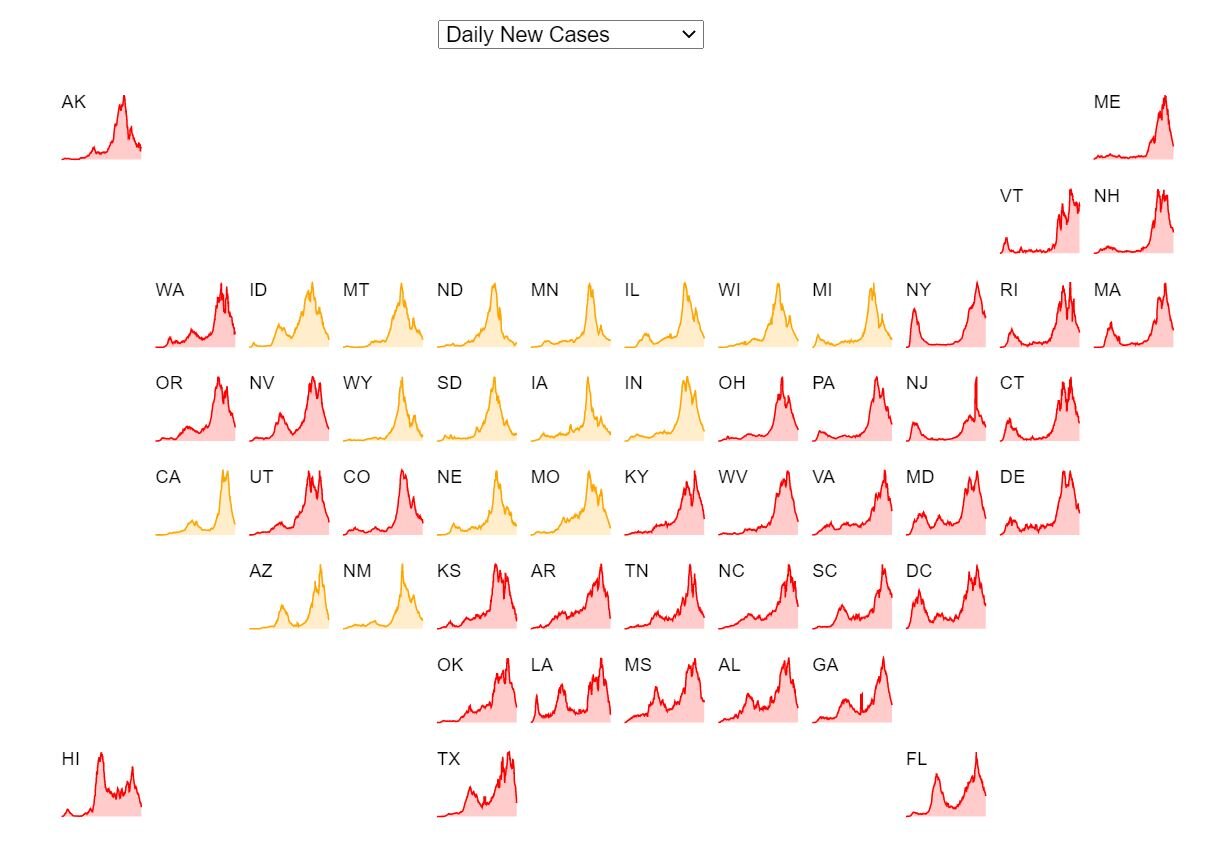 Daily New Cases
AK ME
VT NH
WA ID MT ND MN IL WI MI NY RI MA
OR NV WY SD IA IN OH PA NJ CT
CA UT CO NE MO KY WV VA MD DE
AZ NM KS AR TN NC SC DC
OK LA MS AL GA
HI TX FL